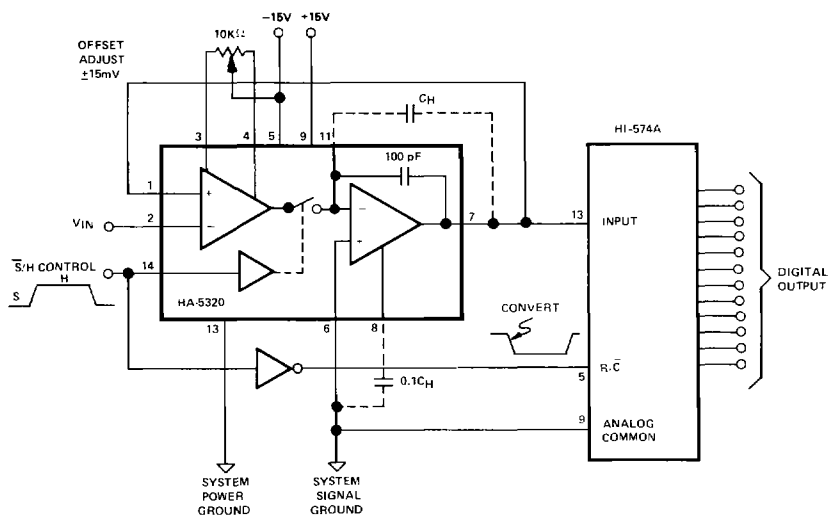 -15V +15V
10KΩ
OFFSET
ADJUST
±15mV
CH
HI-574A
3 4 5 9 11
100 pF
1
+
-
7
13 INPUT
VIN
2
-
+
S̅/H CONTROL
14
H
S
HA-5320
DIGITAL
OUTPUT
CONVERT
13
6 8
R/C̅
5
0.1CH
9 ANALOG
COMMON
SYSTEM
POWER
GROUND
SYSTEM
SIGNAL
GROUND